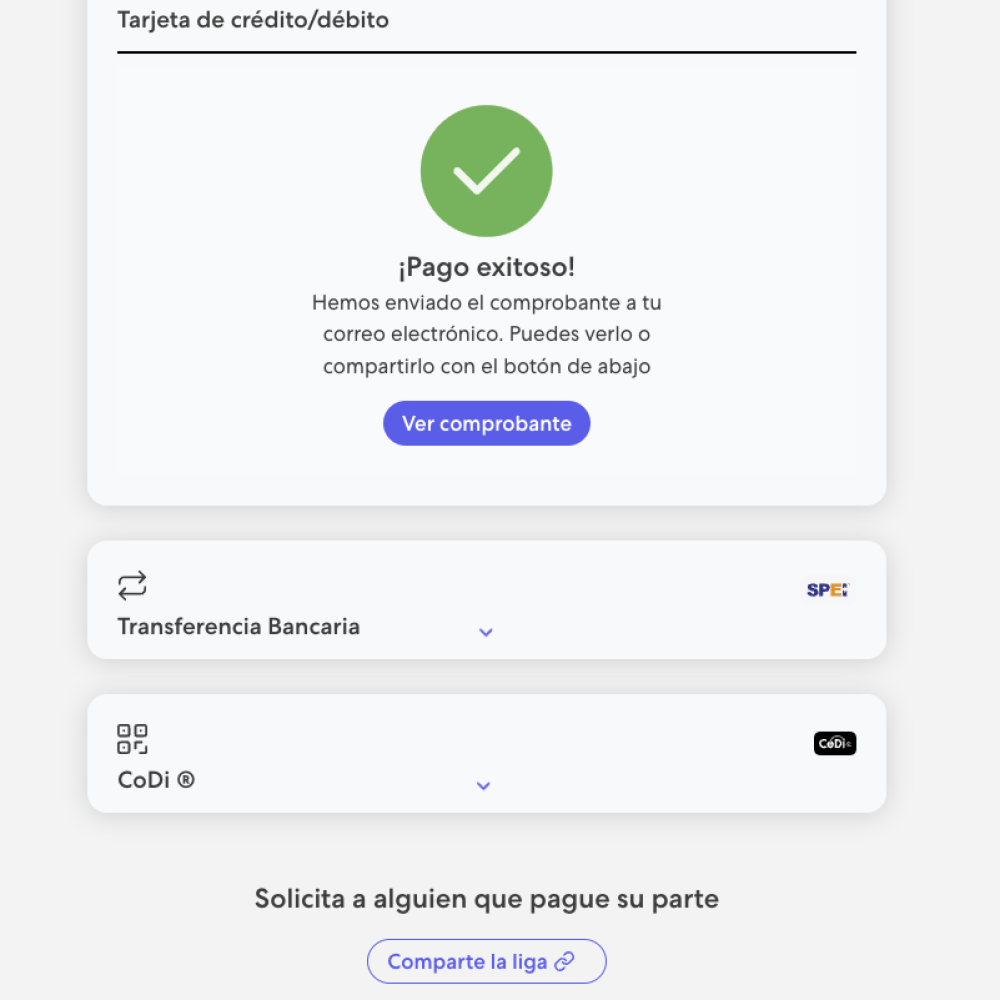 Tarjeta de crédito/débito
¡Pago exitoso!
Hemos enviado el comprobante a tu
correo electrónico. Puedes verlo o
compartirlo con el botón de abajo
Ver comprobante
SPEI
Transferencia Bancaria
CoDi
CoDi ®
Solicita a alguien que pague su parte
Comparte la liga